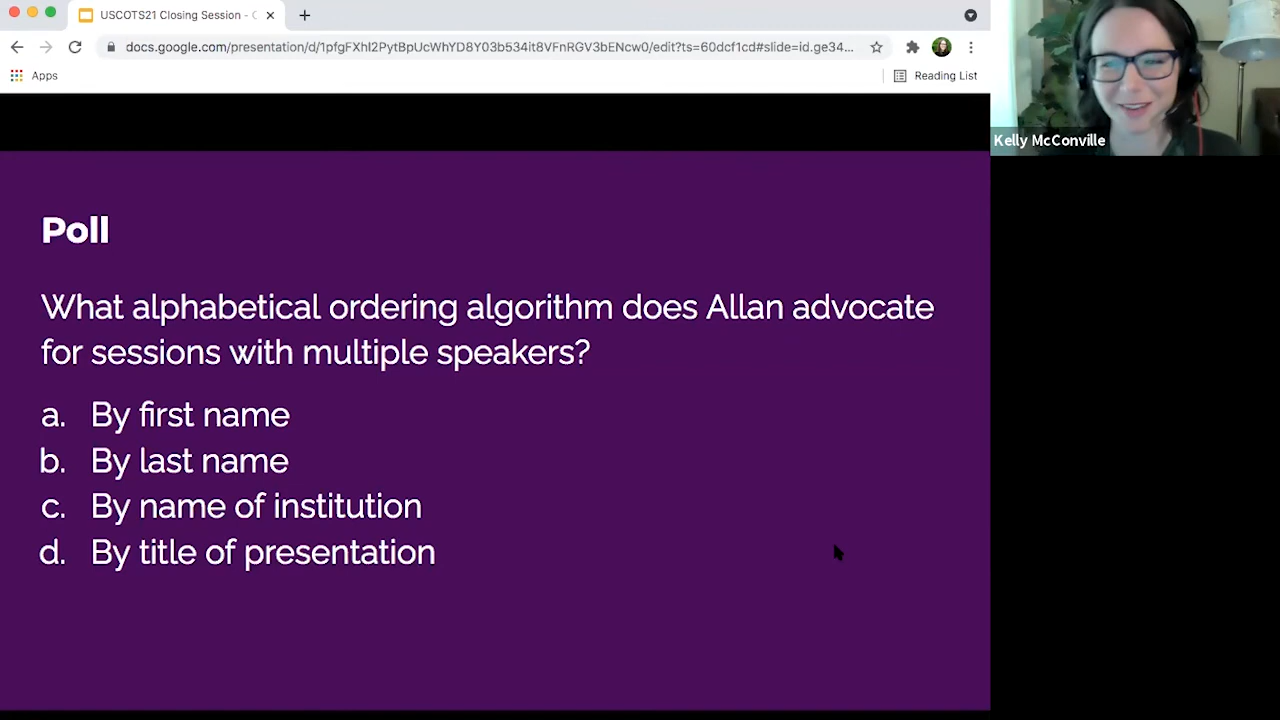 USCOTS21 Closing Session -
docs.google.com/presentation/d/1pfgFXhI2PytBpUcWhYD8Y03b534it8VFnRGV3bENcw0/edit?ts=60dcf1cd#slide=id.ge34...
Apps
Reading List
Kelly McConville
Poll
What alphabetical ordering algorithm does Allan advocate
for sessions with multiple speakers?
a. By first name
b. By last name
c. By name of institution
d. By title of presentation